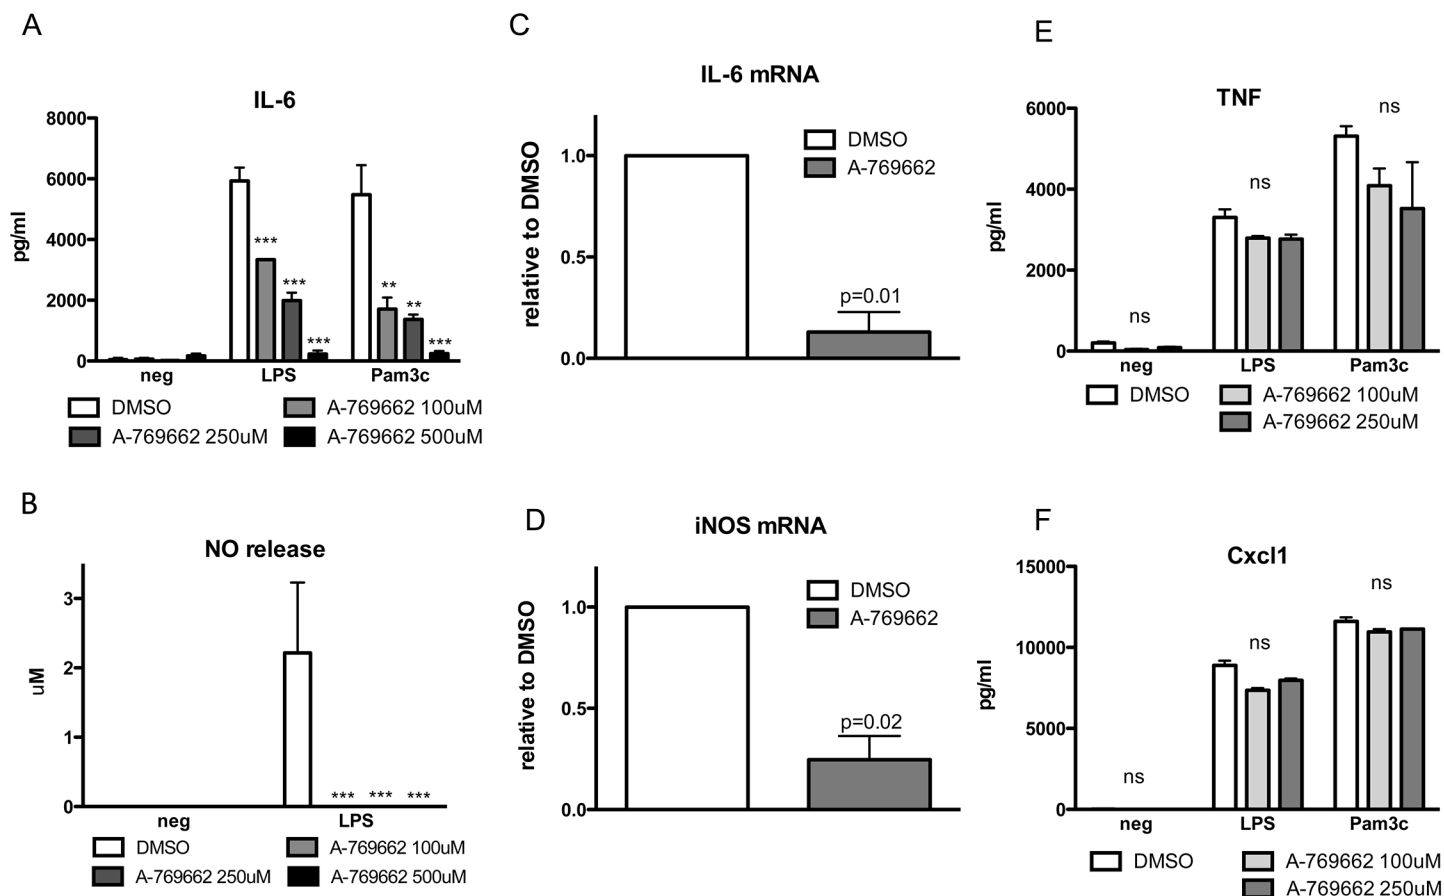 A
IL-6
8000
6000
4000
2000
0
pg/ml
***
***
***
**
**
***
neg
LPS
Pam3c
DMSO
A-769662 100uM
A-769662 250uM
A-769662 500uM
B
NO release
3
2
1
0
uM
***
***
***
neg
LPS
DMSO
A-769662 100uM
A-769662 250uM
A-769662 500uM
C
IL-6 mRNA
1.0
0.5
0.0
relative to DMSO
DMSO
A-769662
p=0.01
D
iNOS mRNA
1.0
0.5
0.0
relative to DMSO
DMSO
A-769662
p=0.02
E
TNF
6000
4000
2000
0
pg/ml
ns
ns
ns
neg
LPS
Pam3c
DMSO
A-769662 100uM
A-769662 250uM
F
Cxcl1
15000
10000
5000
0
pg/ml
ns
ns
ns
neg
LPS
Pam3c
DMSO
A-769662 100uM
A-769662 250uM